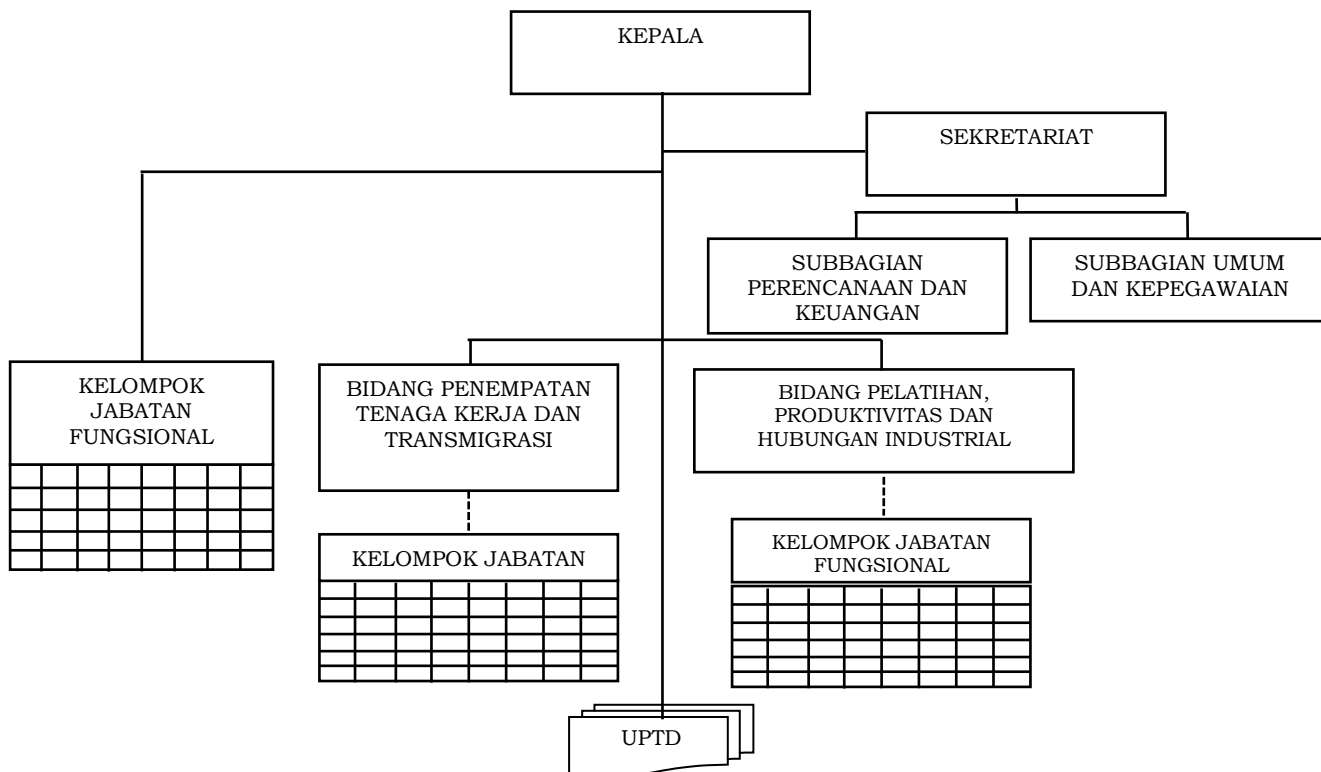 KEPALA
SEKRETARIAT
SUBBAGIAN
PERENCANAAN DAN
KEUANGAN
SUBBAGIAN UMUM
DAN KEPEGAWAIAN
KELOMPOK
JABATAN
FUNGSIONAL
BIDANG PENEMPATAN
TENAGA KERJA DAN
TRANSMIGRASI
BIDANG PELATIHAN,
PRODUKTIVITAS DAN
HUBUNGAN INDUSTRIAL
KELOMPOK JABATAN
KELOMPOK JABATAN
FUNGSIONAL
UPTD